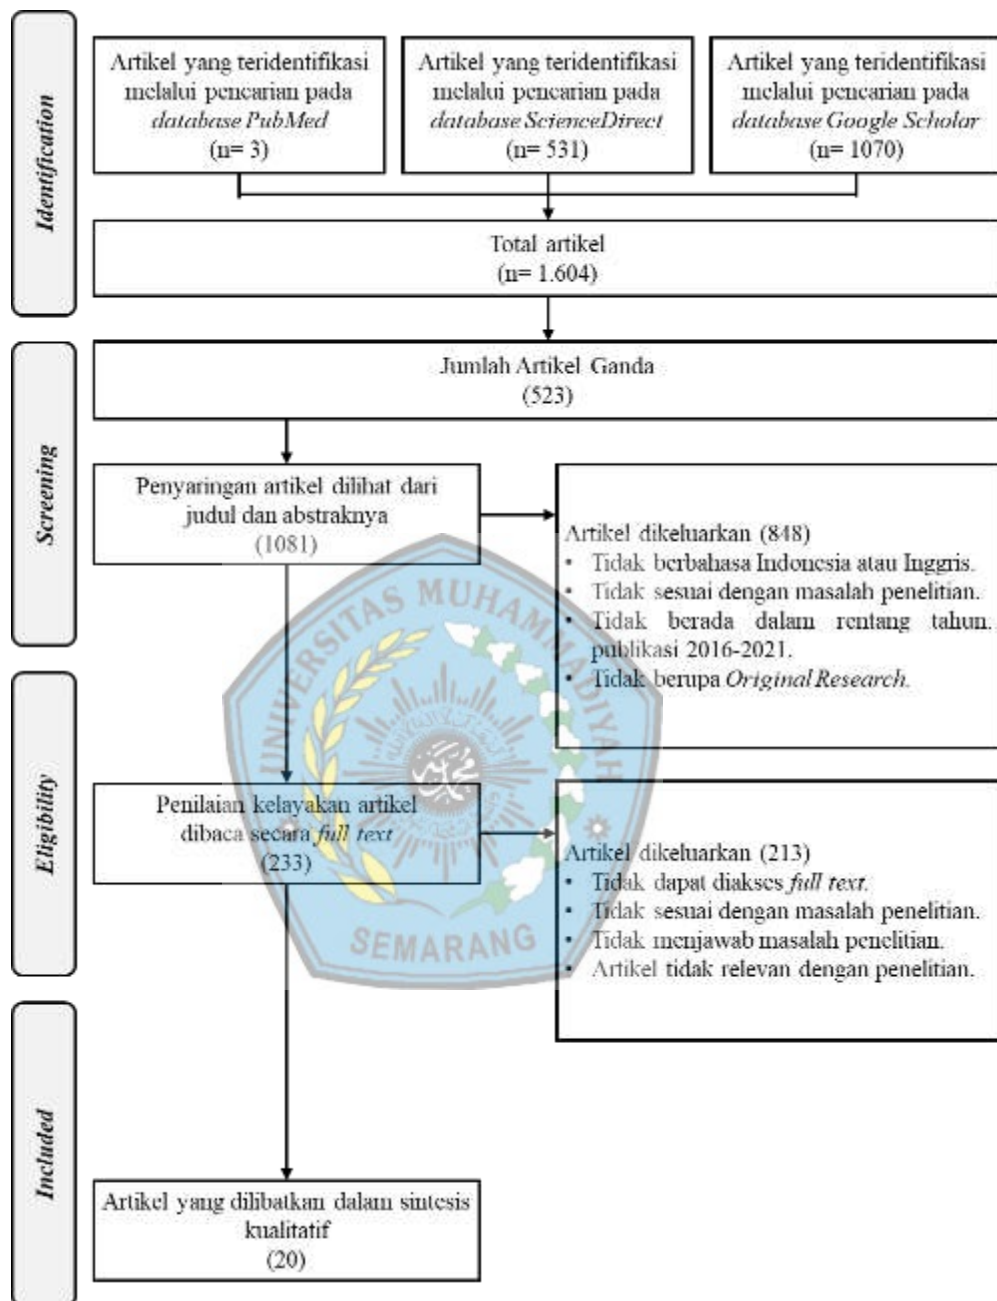 Identification
Artikel yang teridentifikasi
melalui pencarian pada
database PubMed
(n= 3)
Artikel yang teridentifikasi
melalui pencarian pada
database ScienceDirect
(n= 531)
Artikel yang teridentifikasi
melalui pencarian pada
database Google Scholar
(n= 1070)
Total artikel
(n= 1.604)
Screening
Jumlah Artikel Ganda
(523)
Penyaringan artikel dilihat dari
judul dan abstraknya
(1081)
Artikel dikeluarkan (848)
• Tidak berbahasa Indonesia atau Inggris.
• Tidak sesuai dengan masalah penelitian.
• Tidak berada dalam rentang tahun.
publikasi 2016-2021.
• Tidak berupa Original Research.
UNIVERSITAS MUHAMMADIYAH
SEMARANG
Eligibility
Penilaian kelayakan artikel
dibaca secara full text
(233)
Artikel dikeluarkan (213)
• Tidak dapat diakses full text.
• Tidak sesuai dengan masalah penelitian.
• Tidak menjawab masalah penelitian.
• Artikel tidak relevan dengan penelitian.
Included
Artikel yang dilibatkan dalam sintesis
kualitatif
(20)